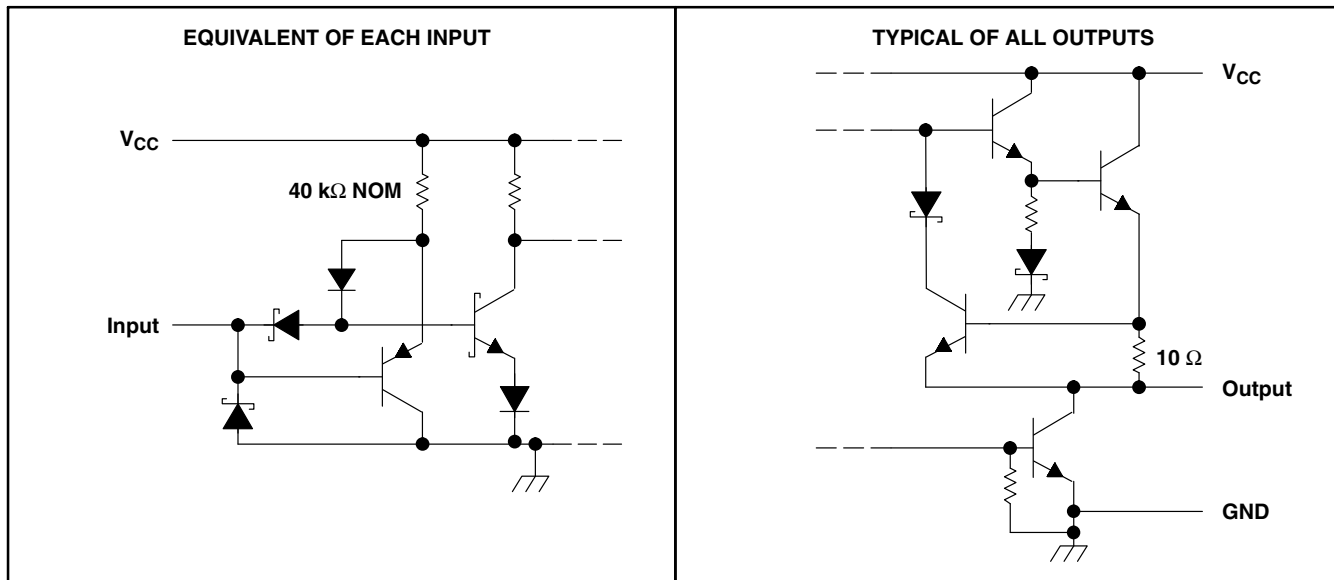 EQUIVALENT OF EACH INPUT
VCC
40 kΩ NOM
Input
TYPICAL OF ALL OUTPUTS
VCC
10 Ω
Output
GND